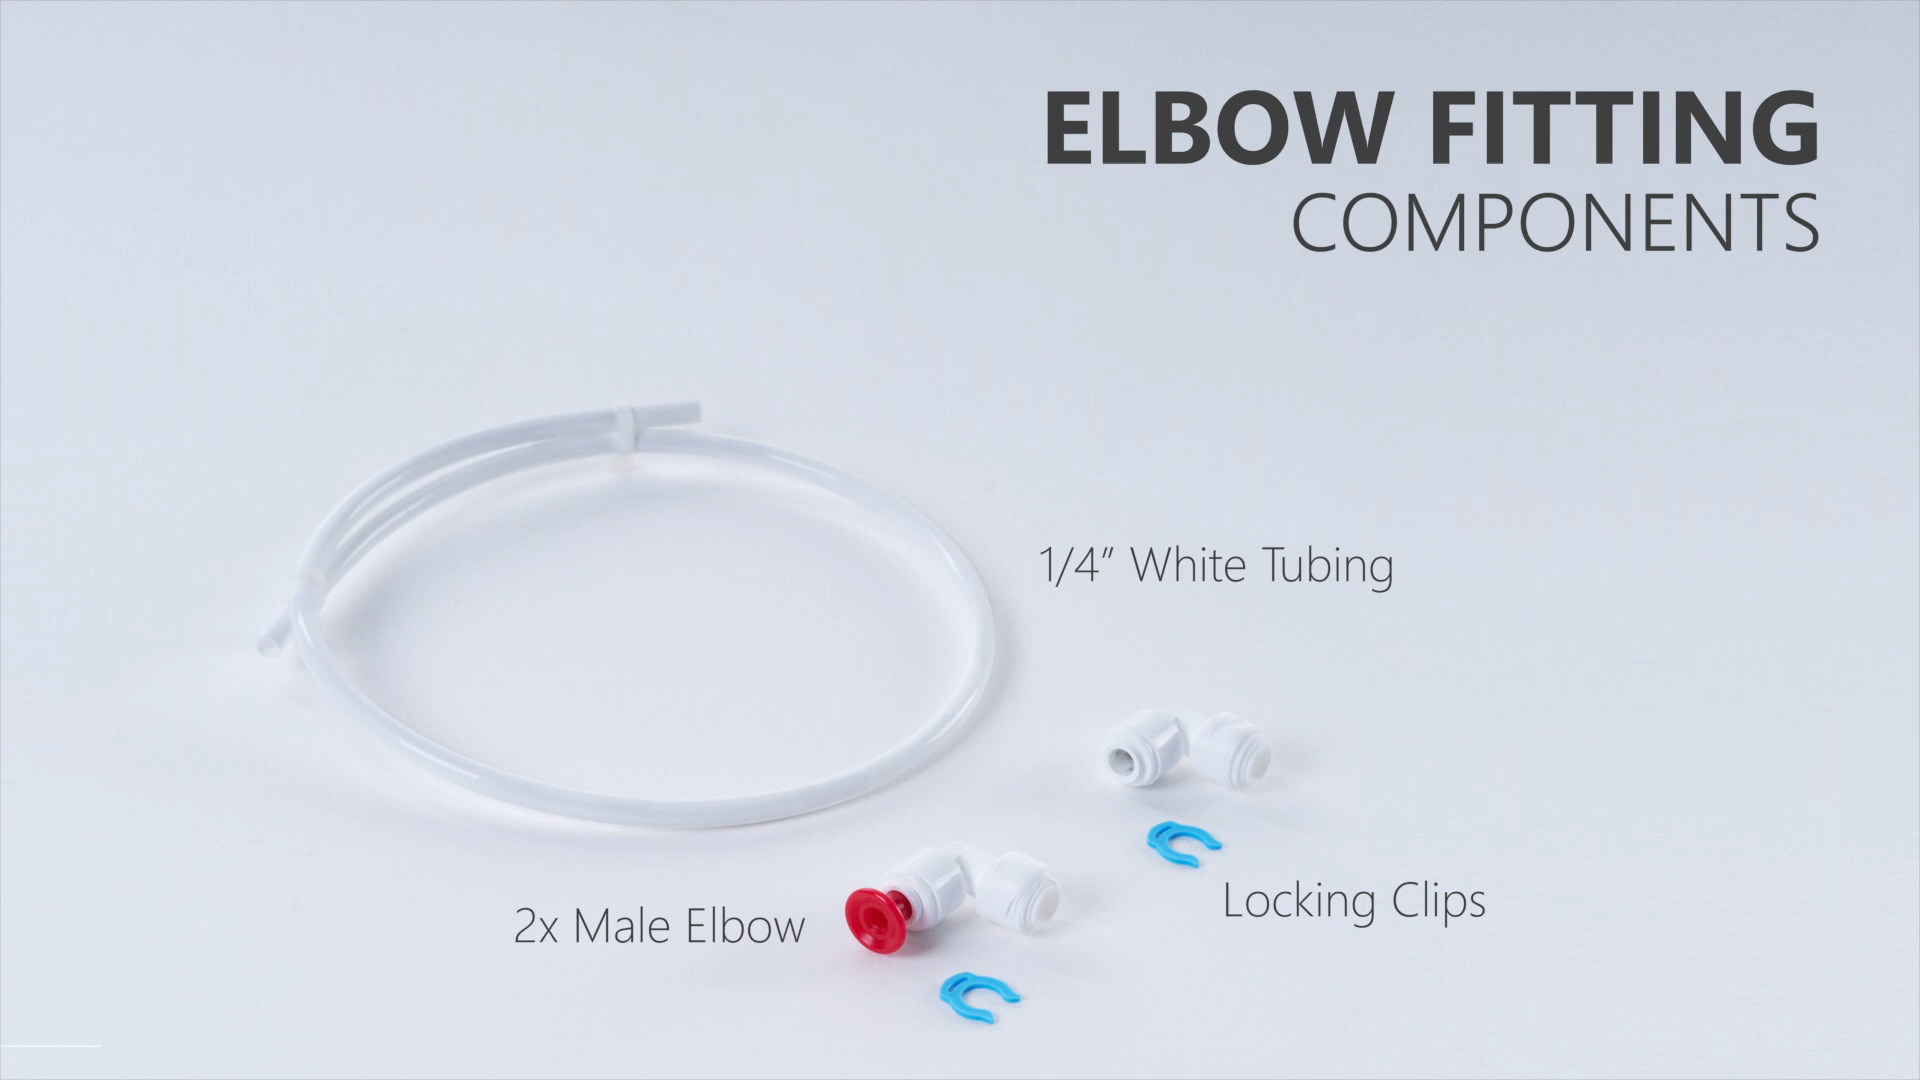 ELBOW FITTING
COMPONENTS
1/4” White Tubing
2x Male Elbow
Locking Clips